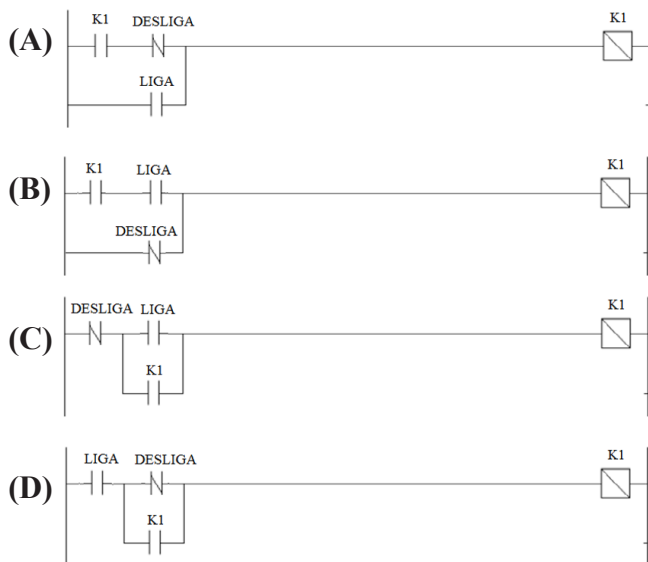 K1 DESLIGA K1
(A)
LIGA
K1 LIGA K1
(B)
DESLIGA
DESLIGA LIGA K1
(C)
K1
LIGA DESLIGA K1
(D)
K1